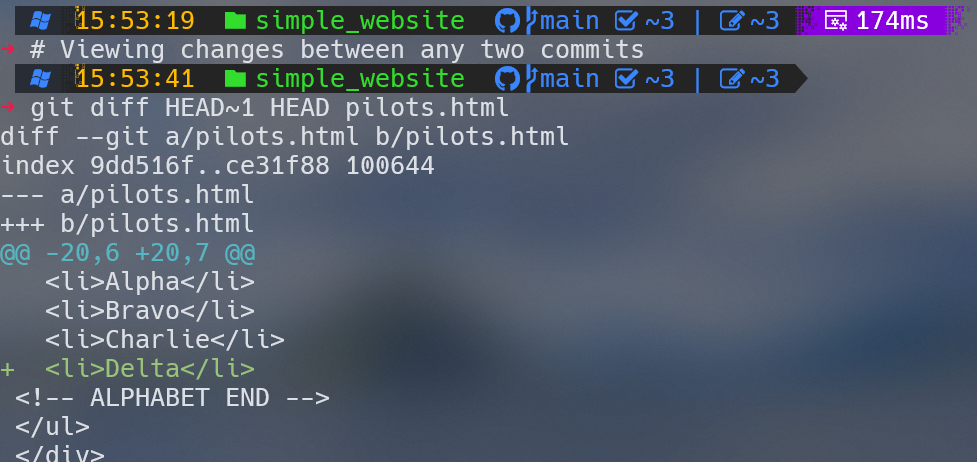 15:53:19 simple_website main ~3 | ~3 174ms
# Viewing changes between any two commits
15:53:41 simple_website main ~3 | ~3
git diff HEAD~1 HEAD pilots.html
diff --git a/pilots.html b/pilots.html
index 9dd516f..ce31f88 100644
--- a/pilots.html
+++ b/pilots.html
@@ -20,6 +20,7 @@
   <li>Alpha</li>
   <li>Bravo</li>
   <li>Charlie</li>
+  <li>Delta</li>
 <!-- ALPHABET END -->
 </ul>
 </div>